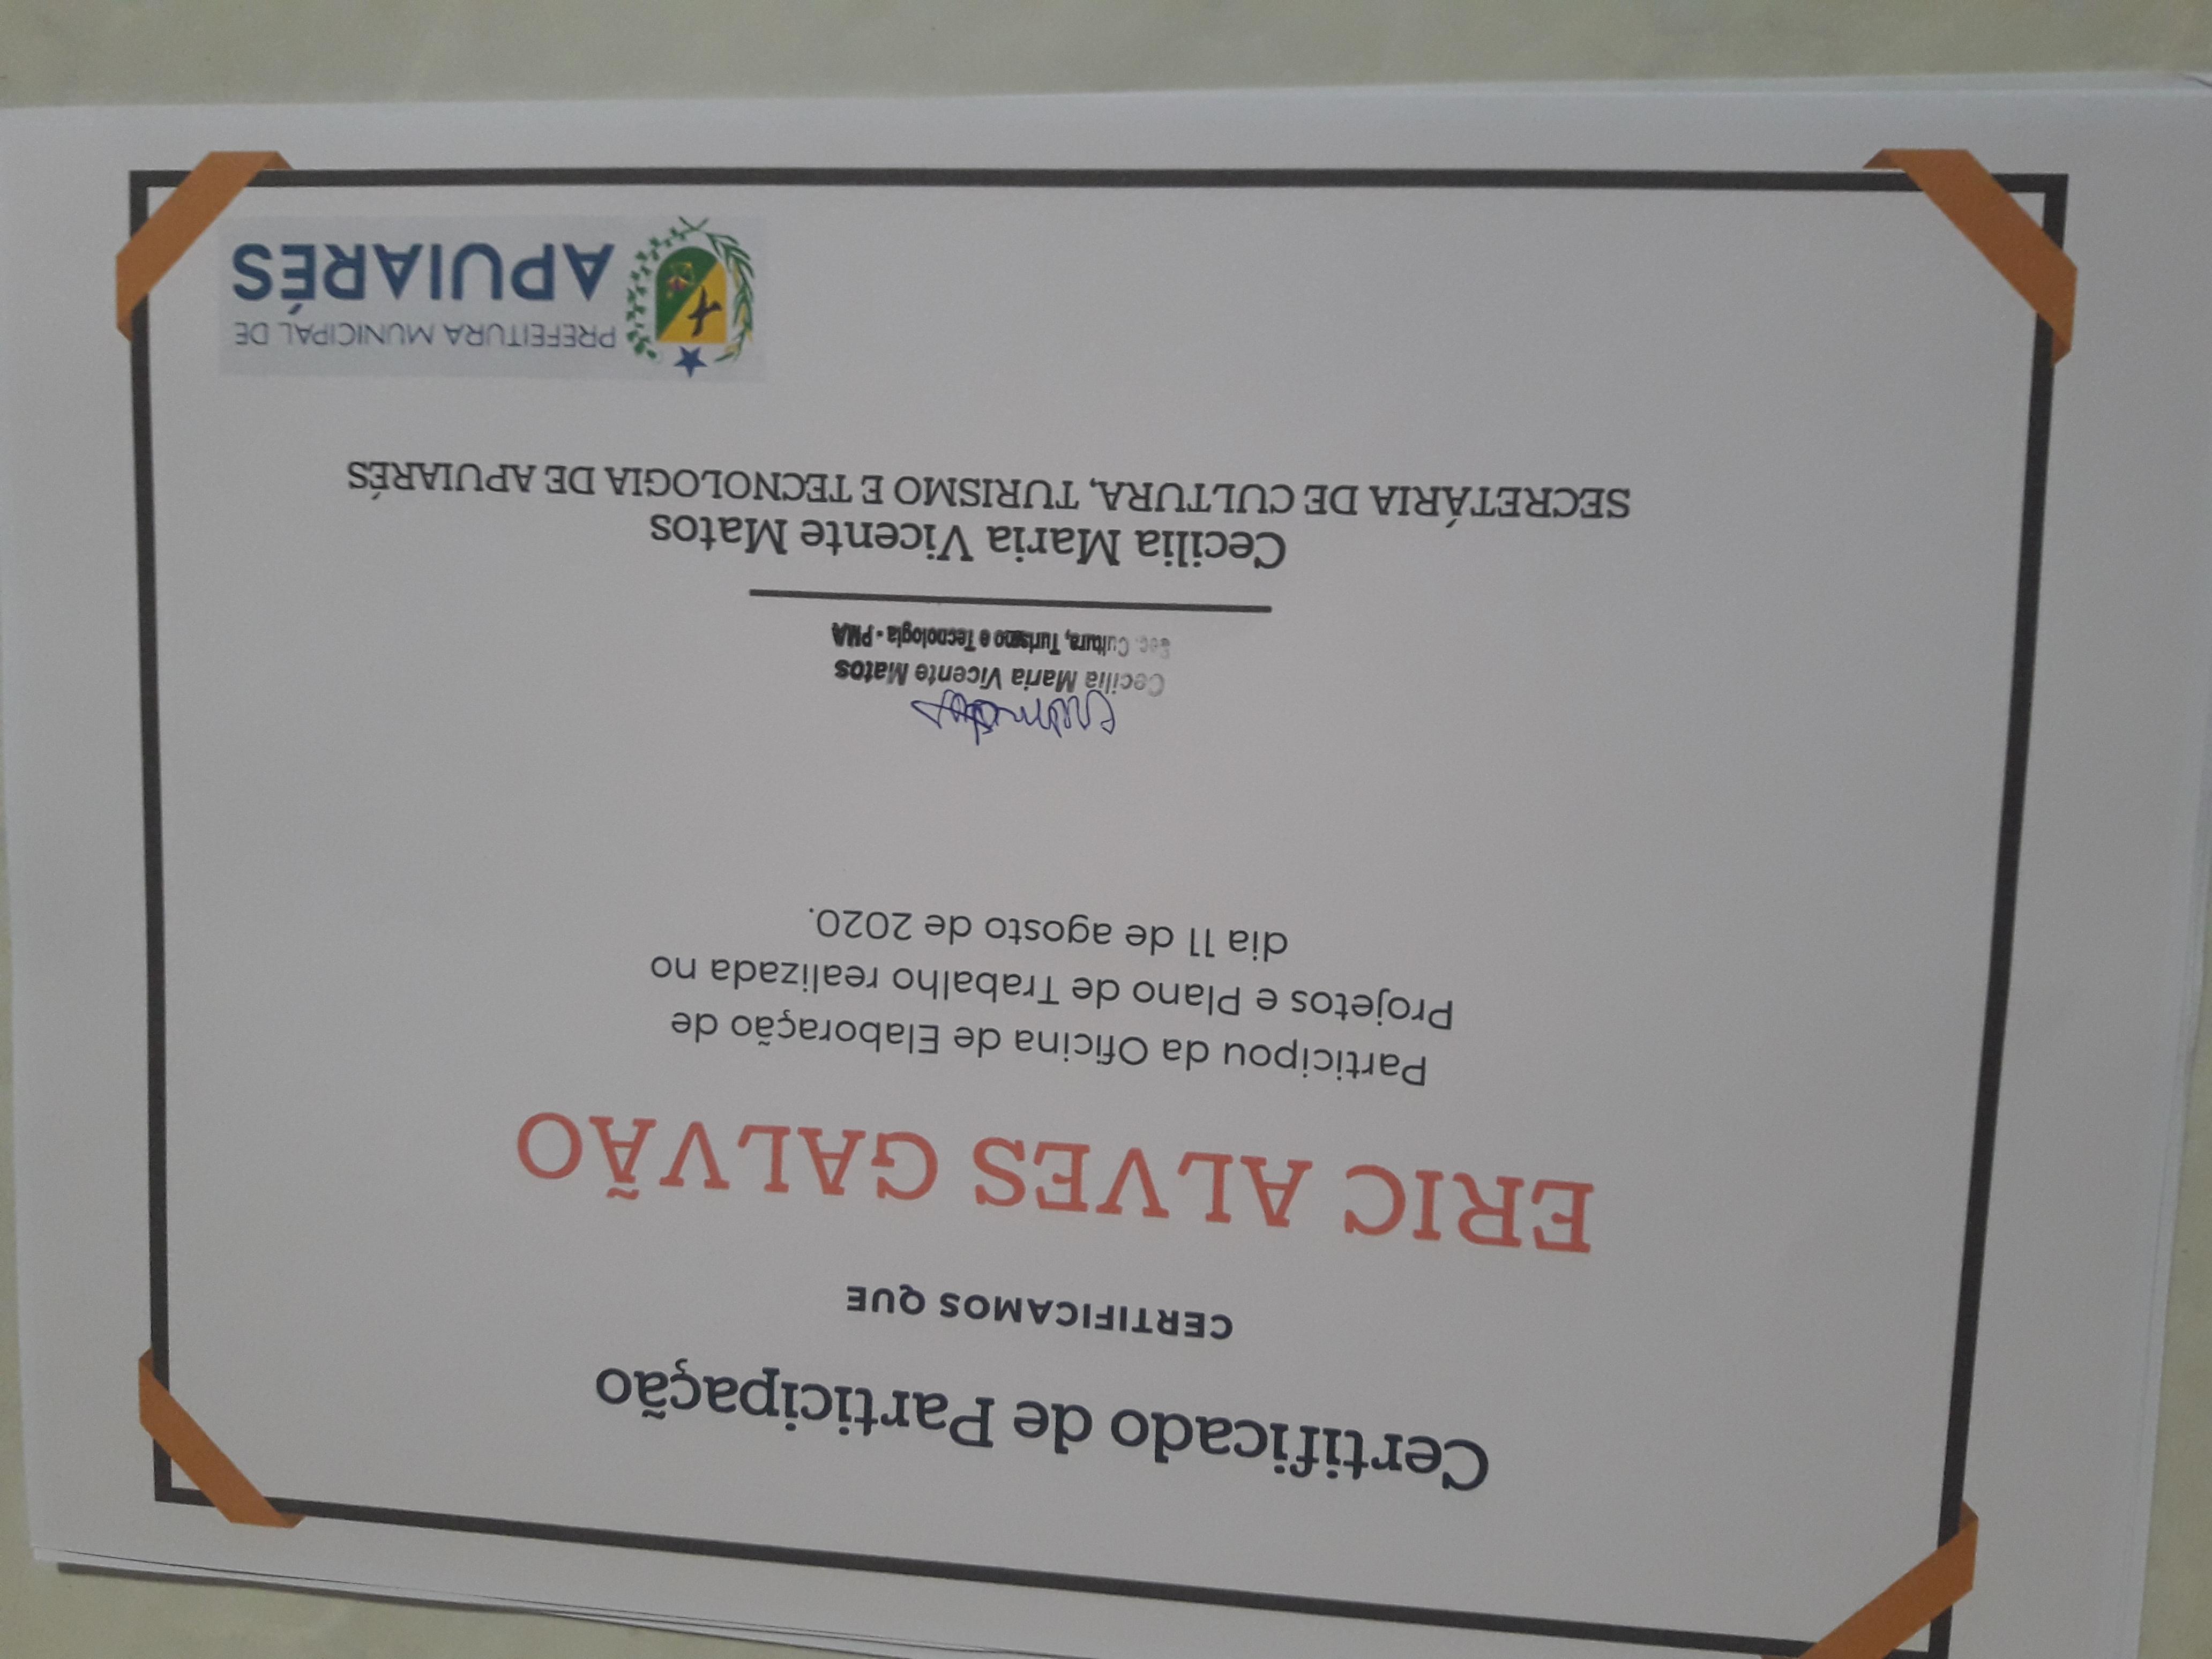 Certificado de Participação
CERTIFICAMOS QUE
ERIC ALVES GALVÃO
Participou da Oficina de Elaboração de
Projetos e Plano de Trabalho realizada no
dia 11 de agosto de 2020.
Cecilia Maria Vicente Matos
Sec. Cultura, Turismo e Tecnologia - PMA
Cecilia Maria Vicente Matos
SECRETÁRIA DE CULTURA, TURISMO E TECNOLOGIA DE APUIARÉS
PREFEITURA MUNICIPAL DE
APUIARÉS